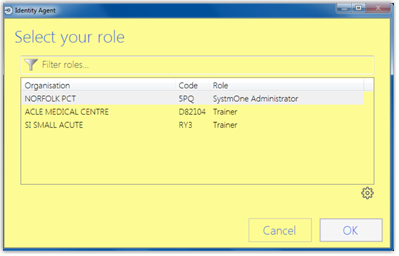 Identity Agent
Select your role
Filter roles...
Organisation Code Role
NORFOLK PCT 5PQ SystmOne Administrator
ACLE MEDICAL CENTRE D82104 Trainer
SI SMALL ACUTE RY3 Trainer
Cancel OK